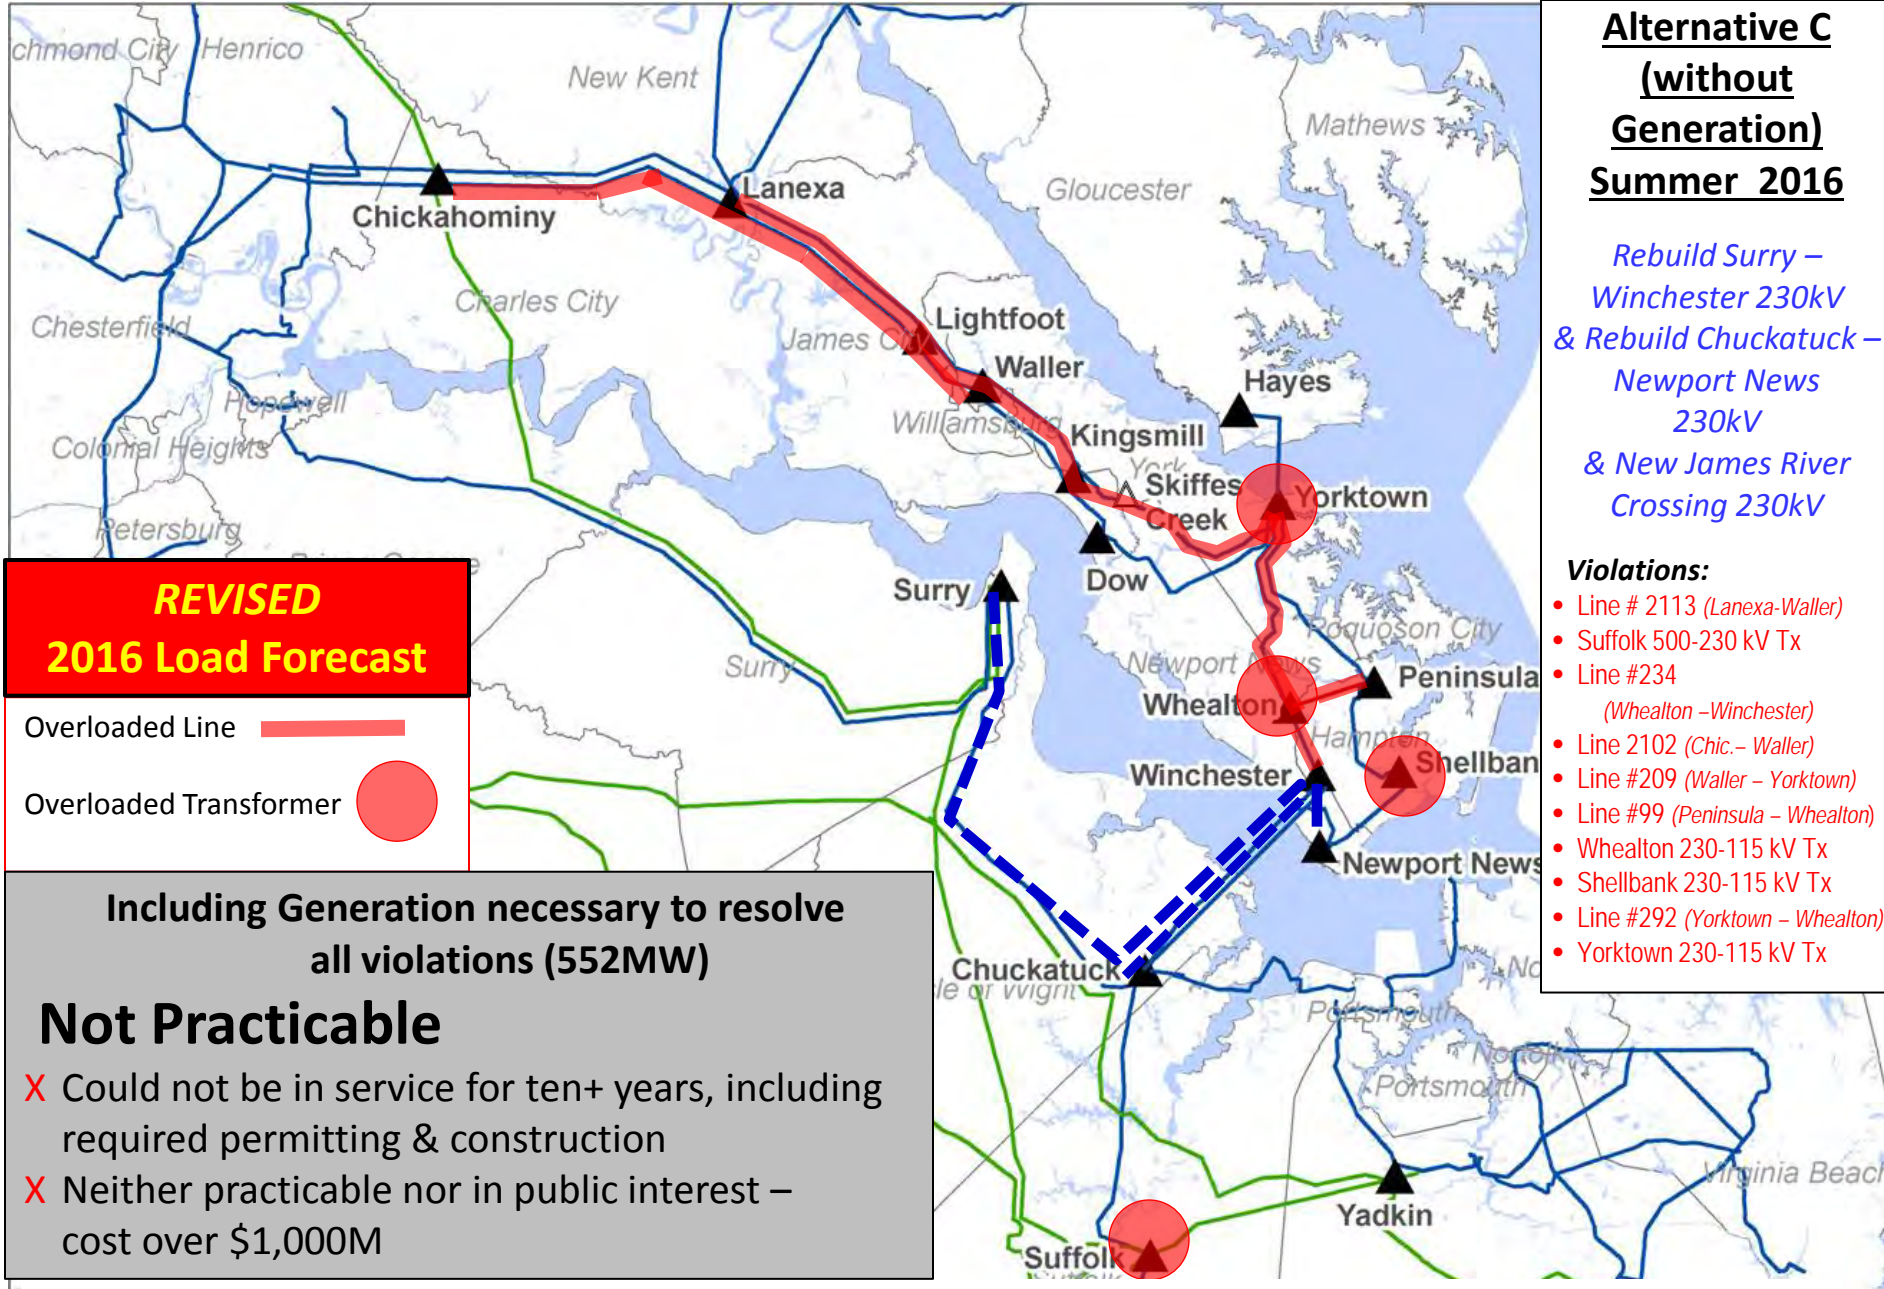 Alternative C
(without
Generation)
Summer 2016
Rebuild Surry –
Winchester 230kV
& Rebuild Chuckatuck –
Newport News
230kV
& New James River
Crossing 230kV
Violations:
• Line # 2113 (Lanexa-Waller)
• Suffolk 500-230 kV Tx
• Line #234
(Whealton –Winchester)
• Line 2102 (Chic.– Waller)
• Line #209 (Waller – Yorktown)
• Line #99 (Peninsula – Whealton)
• Whealton 230-115 kV Tx
• Shellbank 230-115 kV Tx
• Line #292 (Yorktown – Whealton)
• Yorktown 230-115 kV Tx
chmond City
Henrico
New Kent
Mathews
Gloucester
Lanexa
Chickahominy
Charles City
Chesterfield
James City
Lightfoot
Waller
Hayes
Hopewell
Williamsburg
Colonial Heights
Kingsmill
York
Skiffes
Creek
Yorktown
Petersburg
Dow
Surry
Surry
Poquoson City
Newport News
Peninsula
Whealton
Hampton
Shellban
Winchester
Newport News
Chuckatuck
sle of Wight
Portsmouth
Norfolk
Portsmouth
Virginia Beach
Yadkin
Suffolk
Suffolk
REVISED
2016 Load Forecast
Overloaded Line
Overloaded Transformer
Including Generation necessary to resolve
all violations (552MW)
Not Practicable
X Could not be in service for ten+ years, including
required permitting & construction
X Neither practicable nor in public interest –
cost over $1,000M